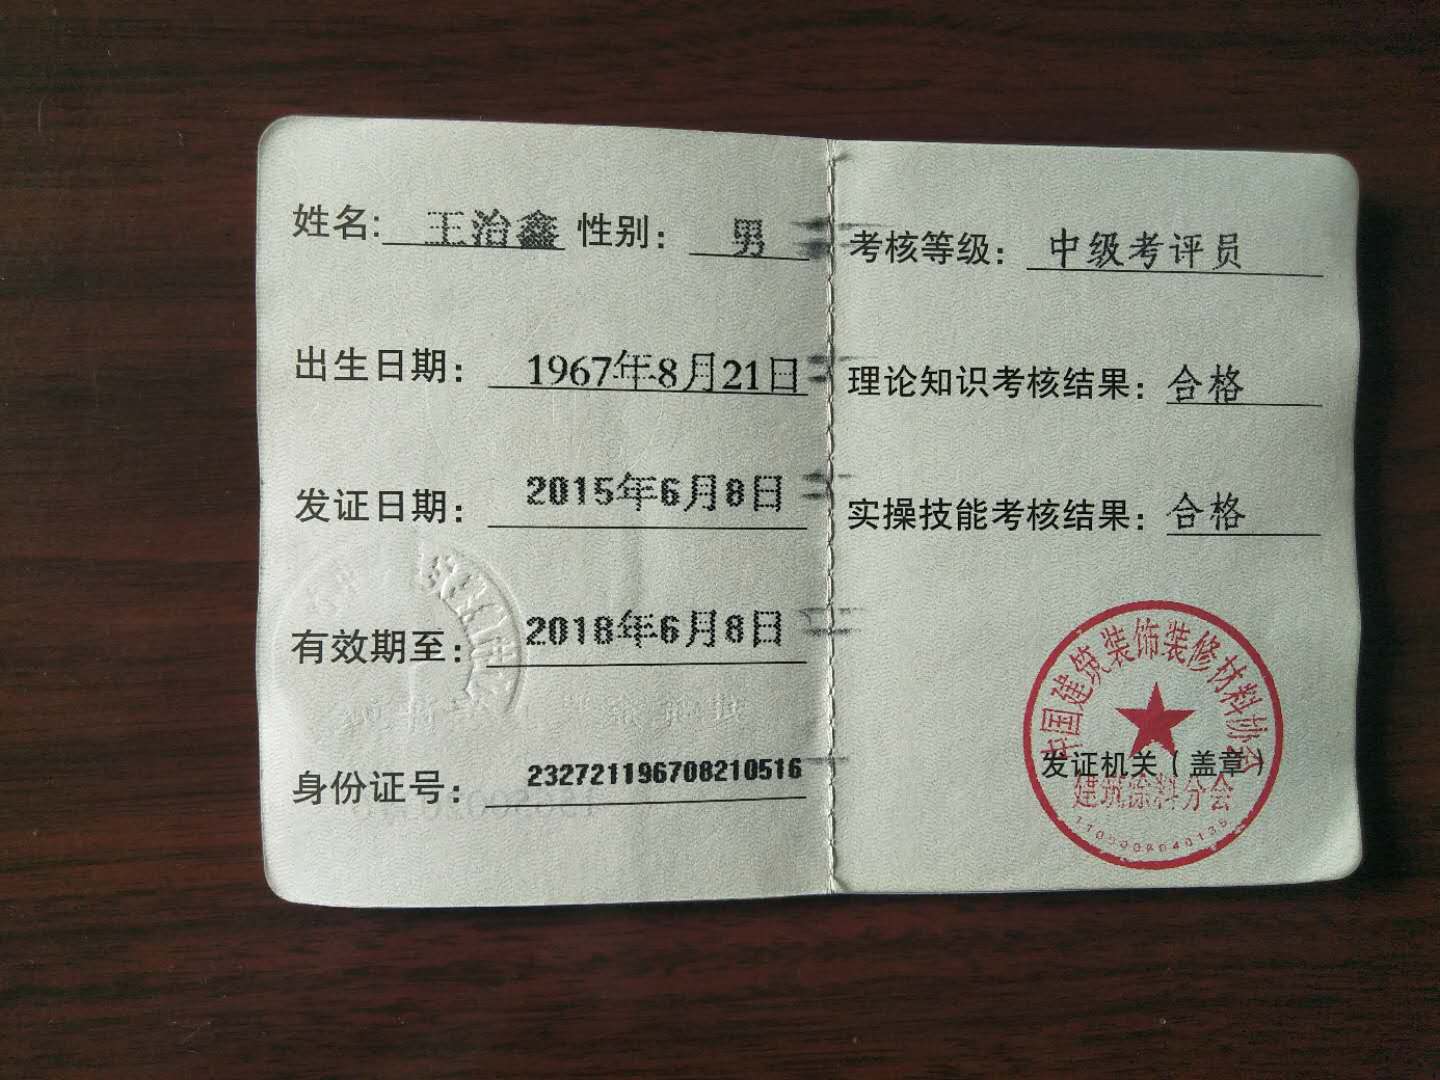 姓名: 王治鑫 性别: 男
出生日期: 1967年8月21日
发证日期: 2015年6月8日
有效期至: 2018年6月8日
身份证号: 232721196708210516
考核等级: 中级考评员
理论知识考核结果: 合格
实操技能考核结果: 合格
中国建筑装饰装修材料协会
发证机关（盖章）
建筑涂料分会